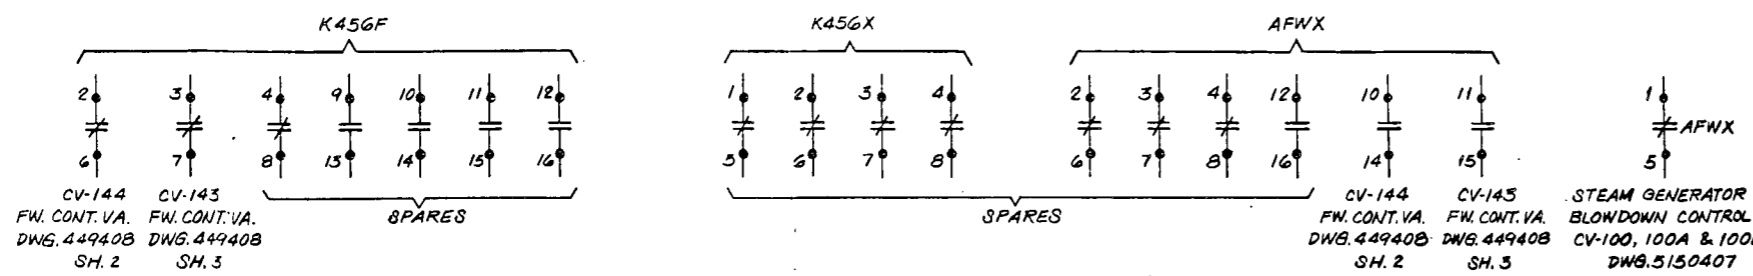 K456F K456X AFWX
2 3 4 9 10 11 12 1 2 3 4 2 3 4 12 10 11 1
AFWX
6 7 8 13 14 15 16 5 6 7 8 6 7 8 16 14 15 5
CV-144 CV-143 CV-144 CV-143 STEAM GENERATOR
FW. CONT. VA. FW. CONT. VA. SPARES SPARES FW. CONT. VA. FW. CONT. VA. BLOWDOWN CONTROL
DWG. 449408 DWG. 449408 DWG. 449408 DWG. 449408 CV-100, 100A & 100
SH. 2 SH. 3 SH. 2 SH. 3 DWG. 5150407